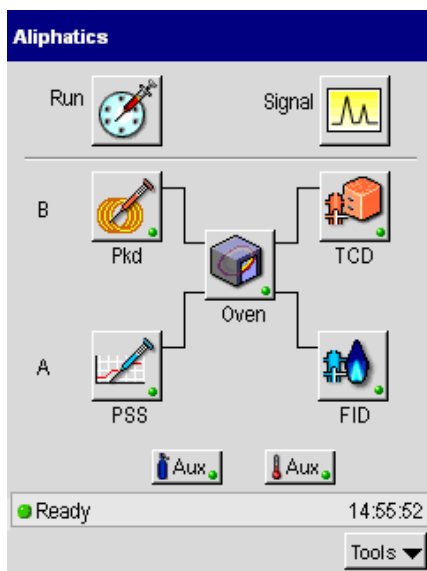 Aliphatics
Run Signal
B
Pkd TCD
Oven
A
PSS FID
Aux Aux
Ready 14:55:52
Tools